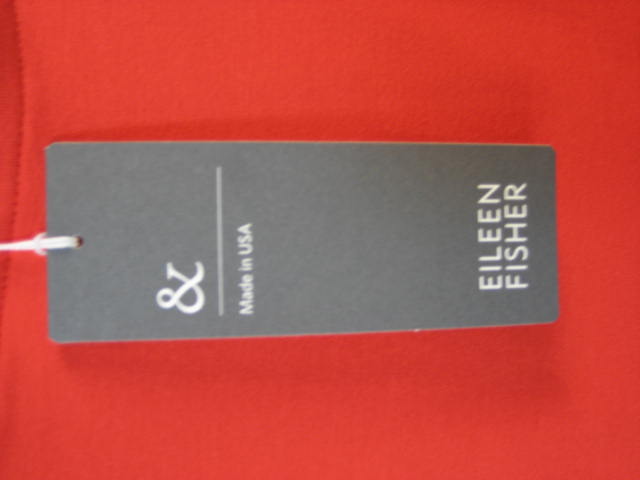 &
Made in USA
EILEEN
FISHER